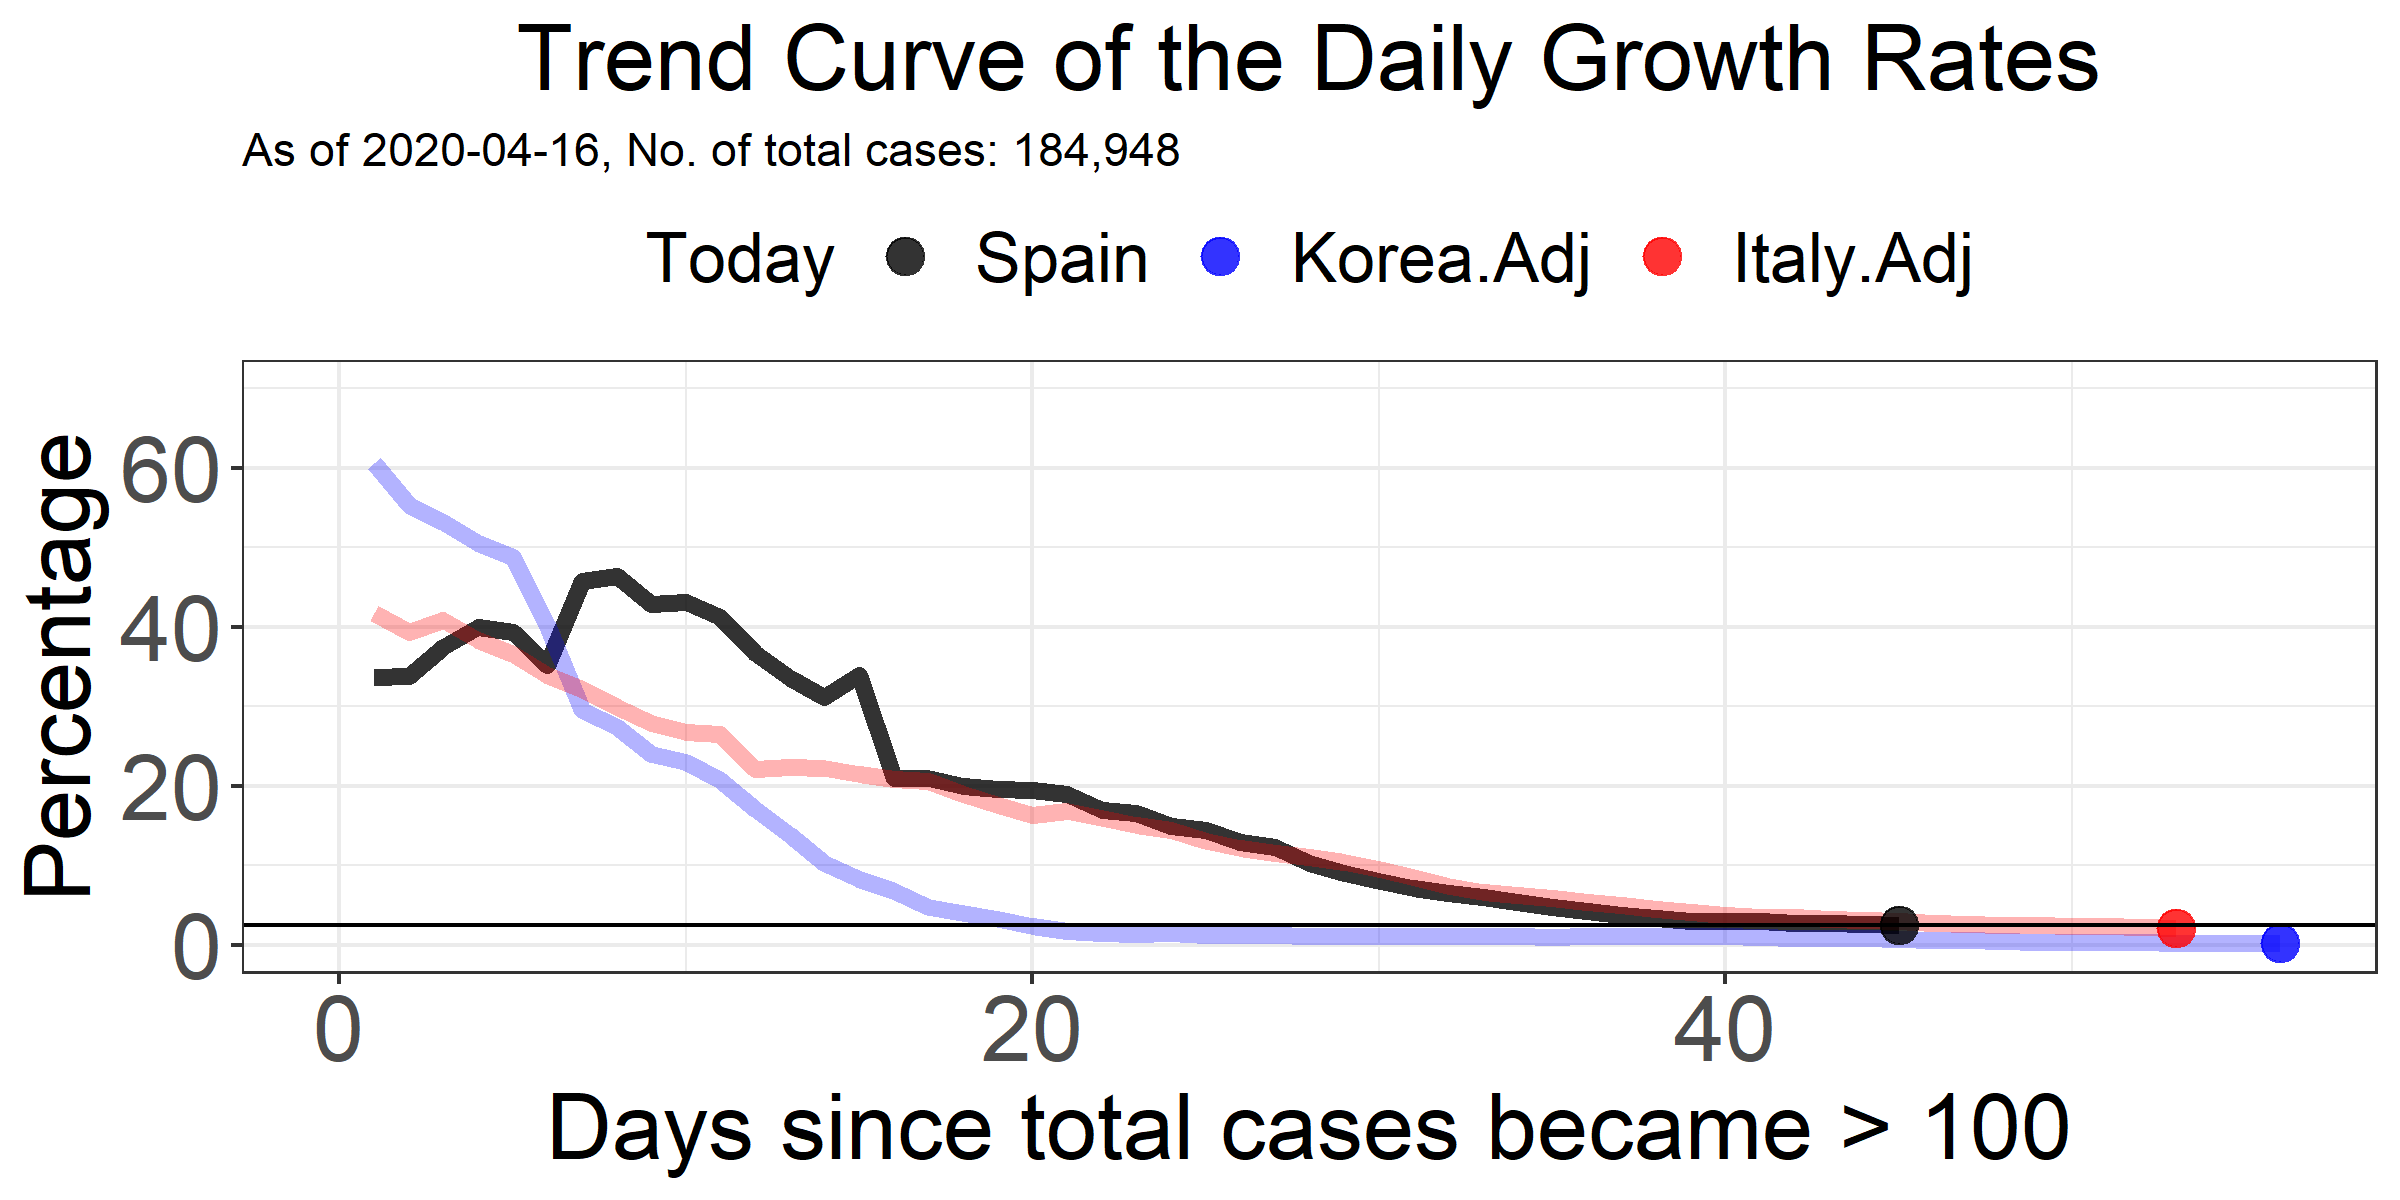 Trend Curve of the Daily Growth Rates
As of 2020-04-16, No. of total cases: 184,948
Today Spain Korea.Adj Italy.Adj
Percentage
60
40
20
0
0 20 40
Days since total cases became > 100